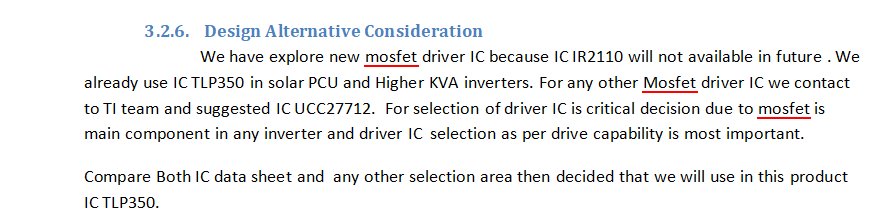 3.2.6. Design Alternative Consideration
We have explore new mosfet driver IC because IC IR2110 will not available in future . We
already use IC TLP350 in solar PCU and Higher KVA inverters. For any other Mosfet driver IC we contact
to TI team and suggested IC UCC27712.  For selection of driver IC is critical decision due to mosfet is
main component in any inverter and driver IC  selection as per drive capability is most important.
Compare Both IC data sheet and  any other selection area then decided that we will use in this product
IC TLP350.